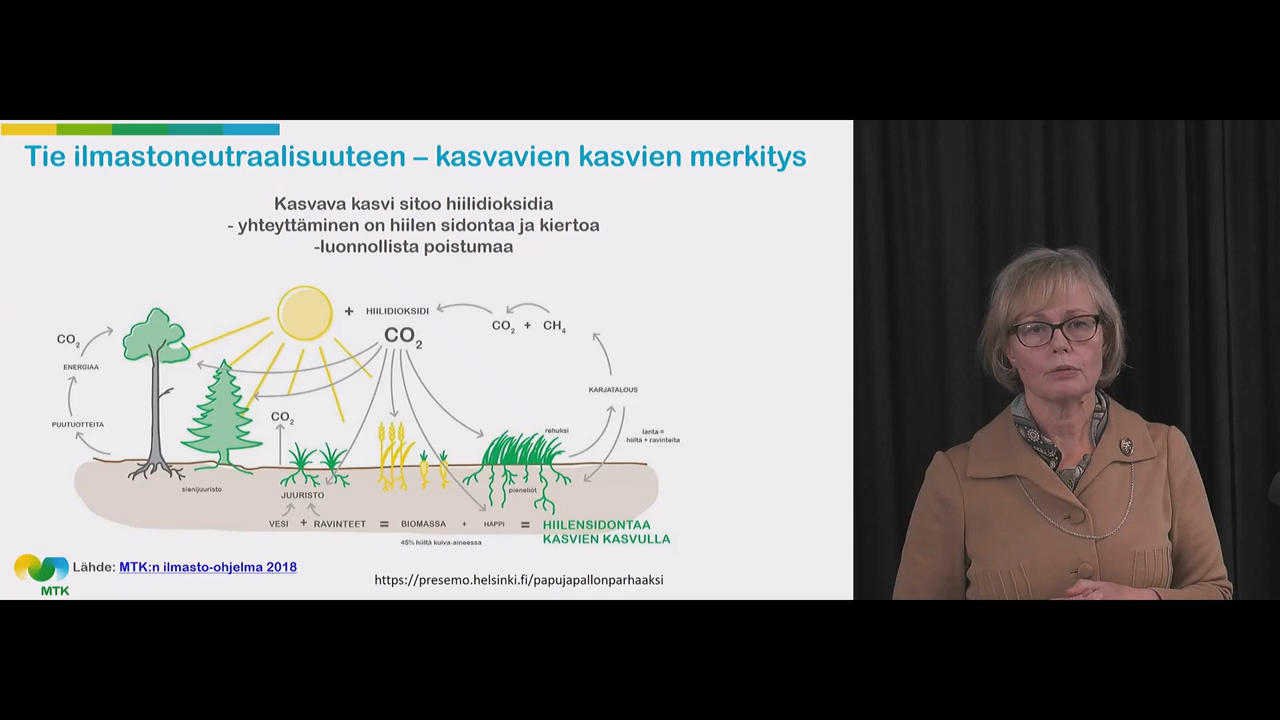 Tie ilmastoneutraalisuuteen – kasvavien kasvien merkitys
Kasvava kasvi sitoo hiilidioksidia
- yhteyttäminen on hiilen sidontaa ja kiertoa
-luonnollista poistumaa
+ HIILIDIOKSIDI
CO2
CO2 + CH4
CO2
ENERGIAA
PUUTUOTTEITA
CO2
KARJATALOUS
rehuksi
lanta =
hiiltä + ravinteita
sienijuuristo
JUURISTO
pieneliöt
VESI + RAVINTEET = BIOMASSA + HAPPI = HIILENSIDONTAA
KASVIEN KASVULLA
45% hiiltä kuiva-aineessa
Lähde: MTK:n ilmasto-ohjelma 2018
MTK
https://presemo.helsinki.fi/papujapallonparhaaksi